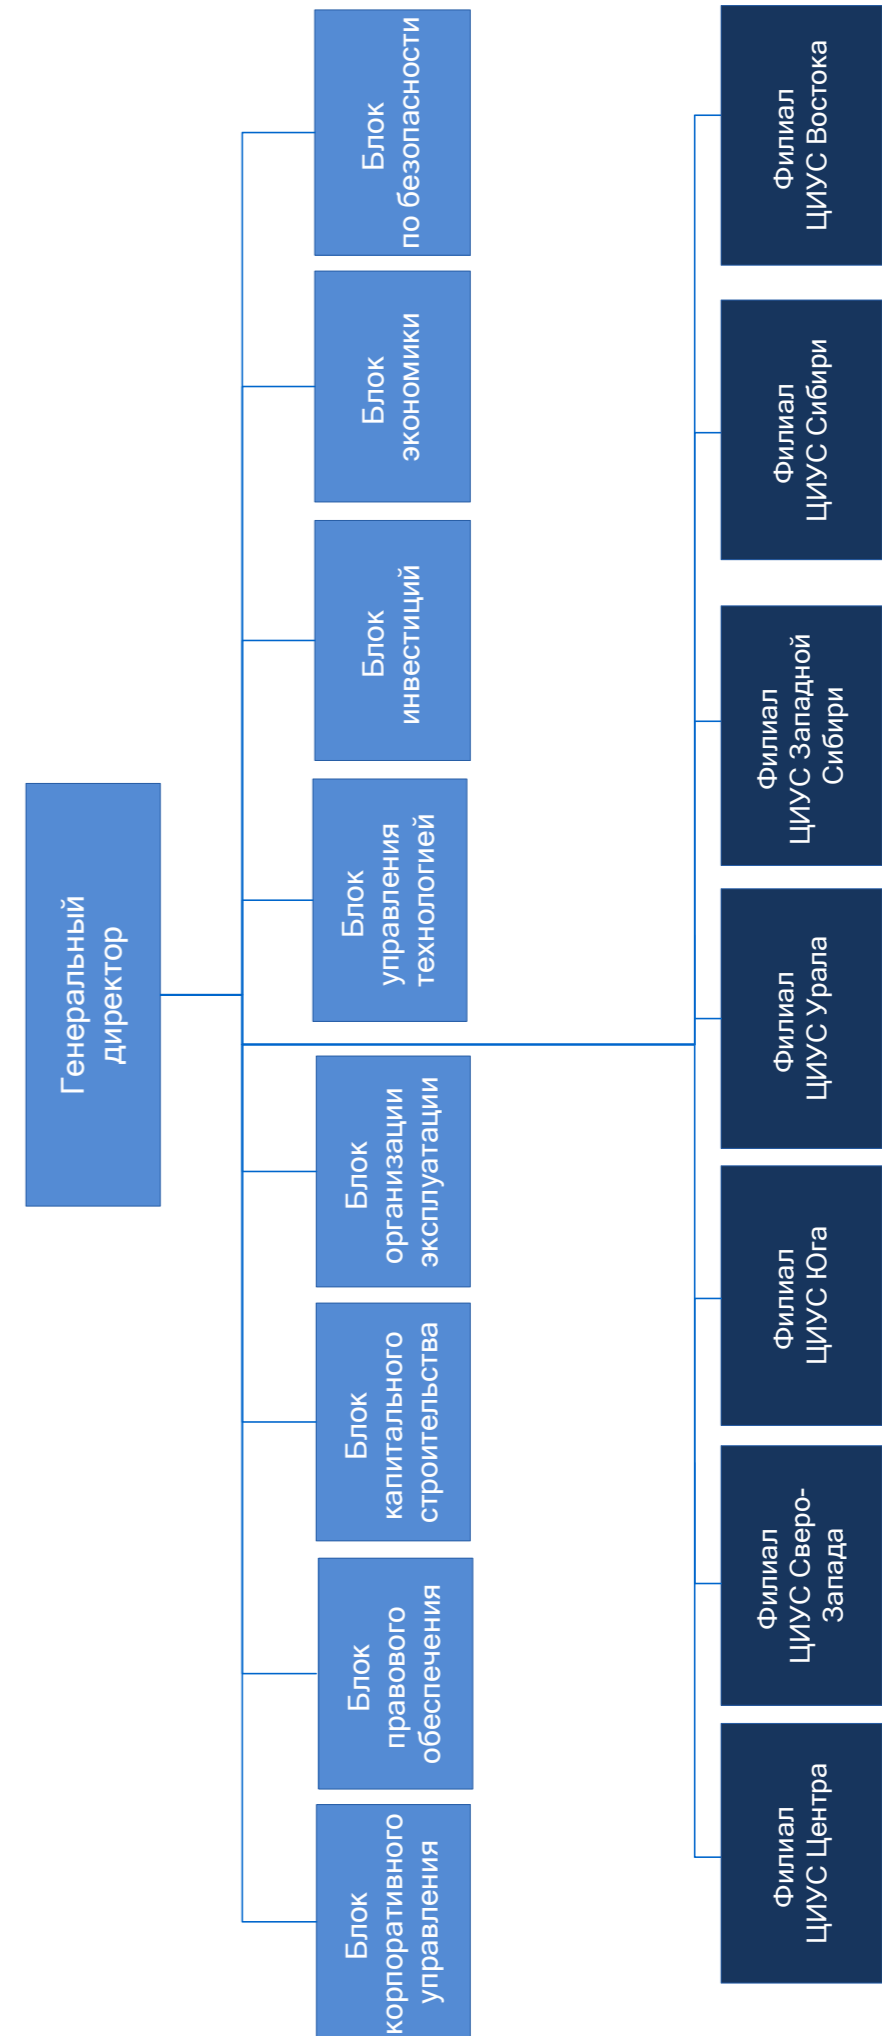 Генеральный
директор
Блок
корпоративного
управления
Блок
правового
обеспечения
Блок
капитального
строительства
Блок
организации
эксплуатации
Блок
управления
технологией
Блок
инвестиций
Блок
экономики
Блок
по безопасности
Филиал
ЦИУС Центра
Филиал
ЦИУС Сверо-
Запада
Филиал
ЦИУС Юга
Филиал
ЦИУС Урала
Филиал
ЦИУС Западной
Сибири
Филиал
ЦИУС Сибири
Филиал
ЦИУС Востока